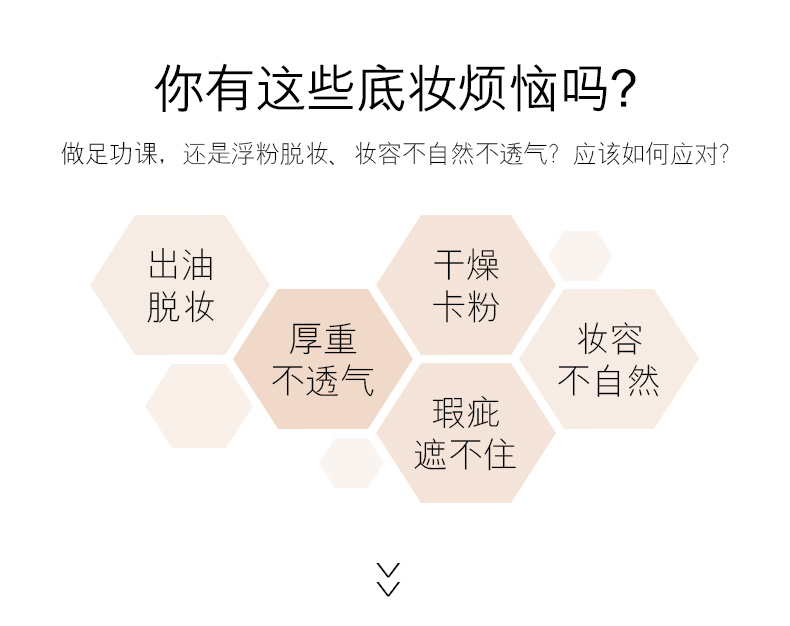 你有这些底妆烦恼吗?
做足功课，还是浮粉脱妆、妆容不自然不透气？应该如何应对？
出油
脱妆
厚重
不透气
干燥
卡粉
瑕疵
遮不住
妆容
不自然